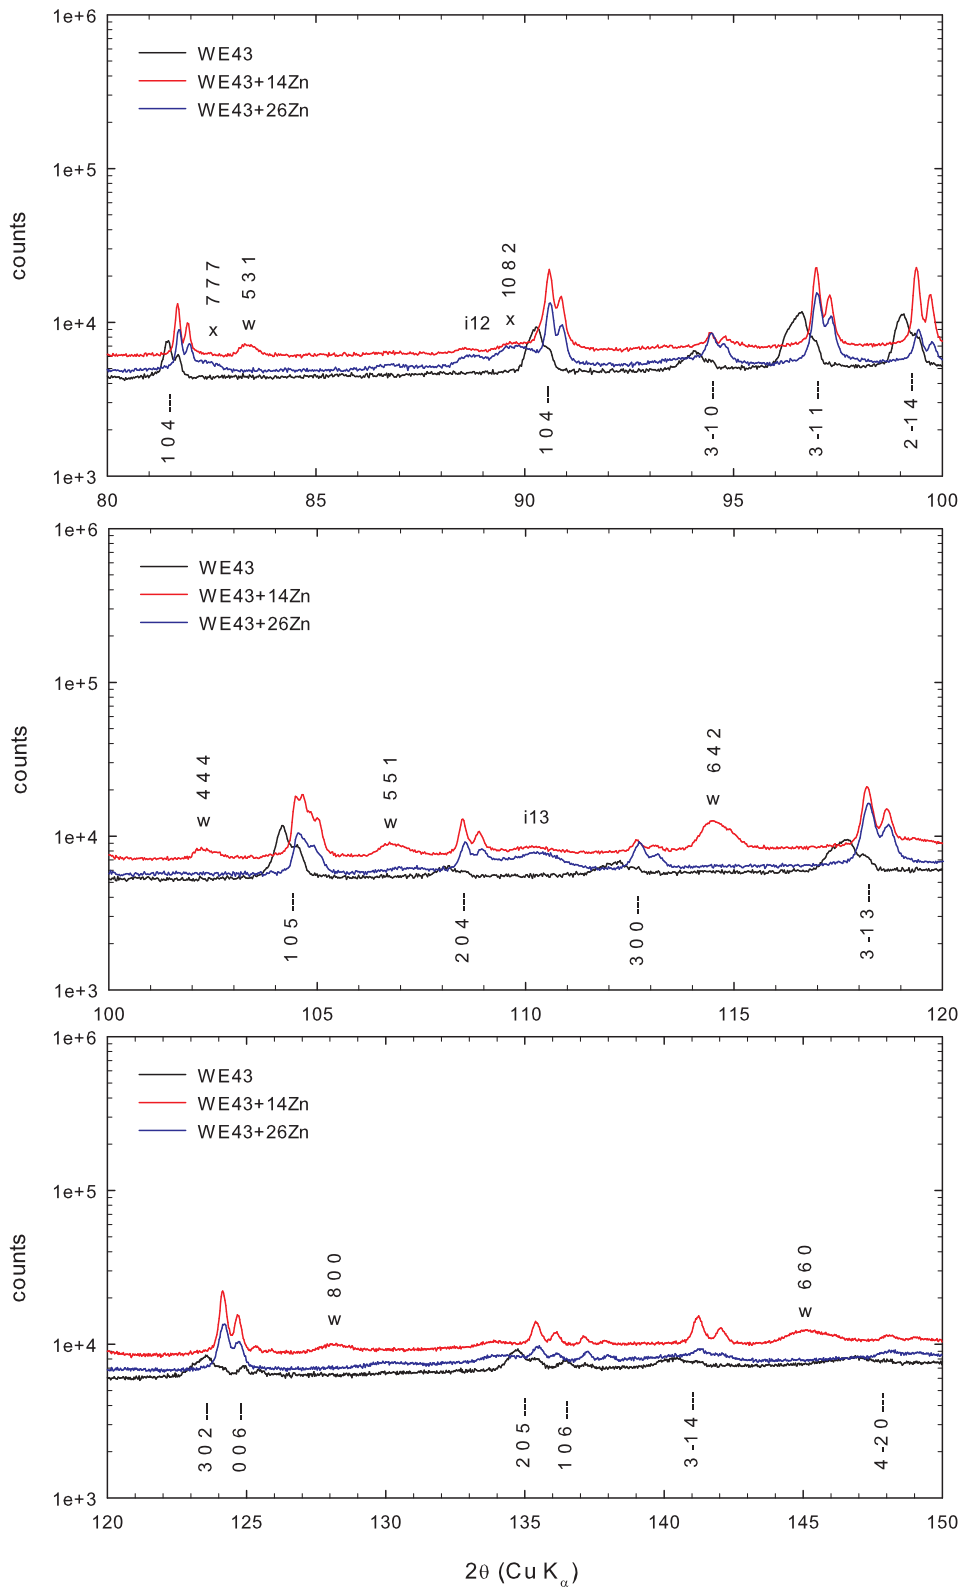 1e+6
WE43
WE43+14Zn
WE43+26Zn
1e+5
counts
x 7 7 7
w 5 3 1
i12
x 10 8 2
1e+4
1 0 4
1 0 4
3 -1 0
3 -1 1
2 -1 4
1e+3
80 85 90 95 100
1e+6
WE43
WE43+14Zn
WE43+26Zn
1e+5
counts
w 4 4 4
w 5 5 1
i13
w 6 4 2
1e+4
1 0 5
2 0 4
3 0 0
3 -1 3
1e+3
100 105 110 115 120
1e+6
WE43
WE43+14Zn
WE43+26Zn
1e+5
counts
w 8 0 0
w 6 6 0
1e+4
3 0 2
0 0 6
2 0 5
1 0 6
3 -1 4
4 -2 0
1e+3
120 125 130 135 140 145 150
2θ (Cu Kα)